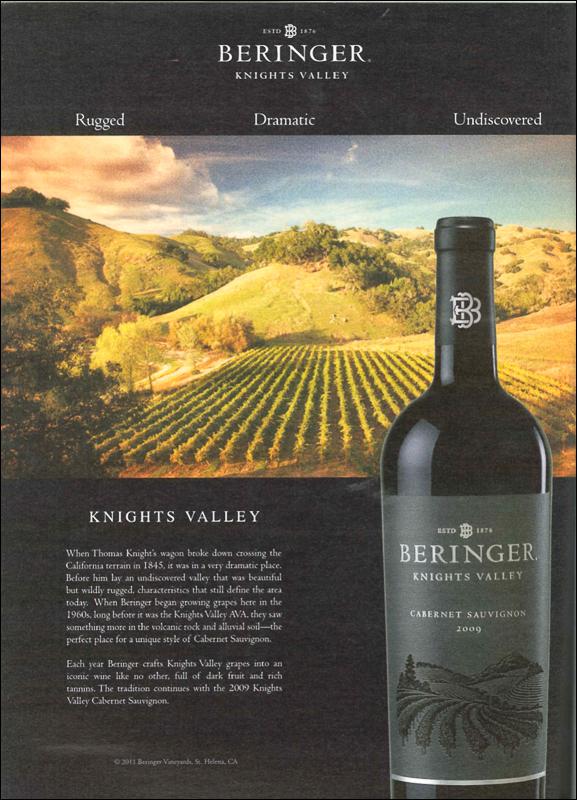 ESTD BB 1876
BERINGER®
KNIGHTS VALLEY
Rugged Dramatic Undiscovered
BB
KNIGHTS VALLEY
When Thomas Knight's wagon broke down crossing the
California terrain in 1845, it was in a very dramatic place.
Before him lay an undiscovered valley that was beautiful
but wildly rugged, characteristics that still define the area
today. When Beringer began growing grapes here in the
1960s, long before it was the Knights Valley AVA, they saw
something more in the volcanic rock and alluvial soil—the
perfect place for a unique style of Cabernet Sauvignon.
Each year Beringer crafts Knights Valley grapes into an
iconic wine like no other, full of dark fruit and rich
tannins. The tradition continues with the 2009 Knights
Valley Cabernet Sauvignon.
© 2011 Beringer Vineyards, St. Helena, CA
ESTD BB 1876
BERINGER®
KNIGHTS VALLEY
CABERNET SAUVIGNON
2009